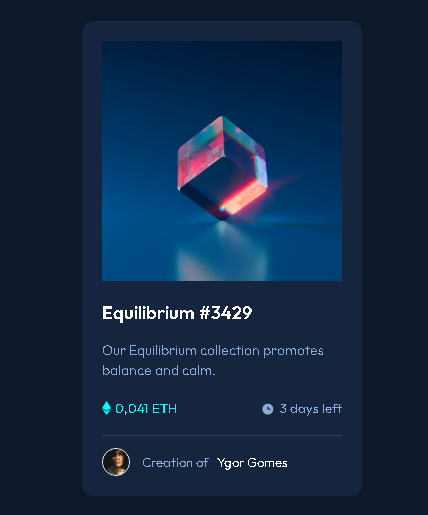 Equilibrium #3429
Our Equilibrium collection promotes
balance and calm.
0,041 ETH 3 days left
Creation of Ygor Gomes